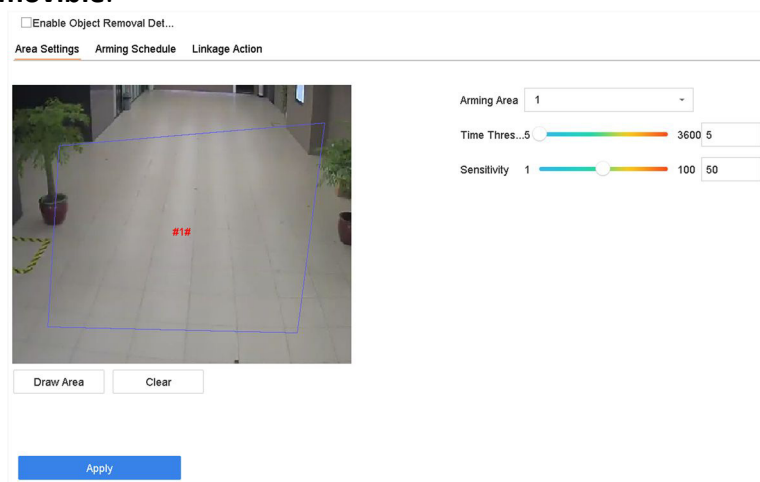 movible.
Enable Object Removal Det...
Area Settings Arming Schedule Linkage Action
Arming Area 1
Time Thres...5 3600 5
Sensitivity 1 100 50
#1#
Draw Area Clear
Apply